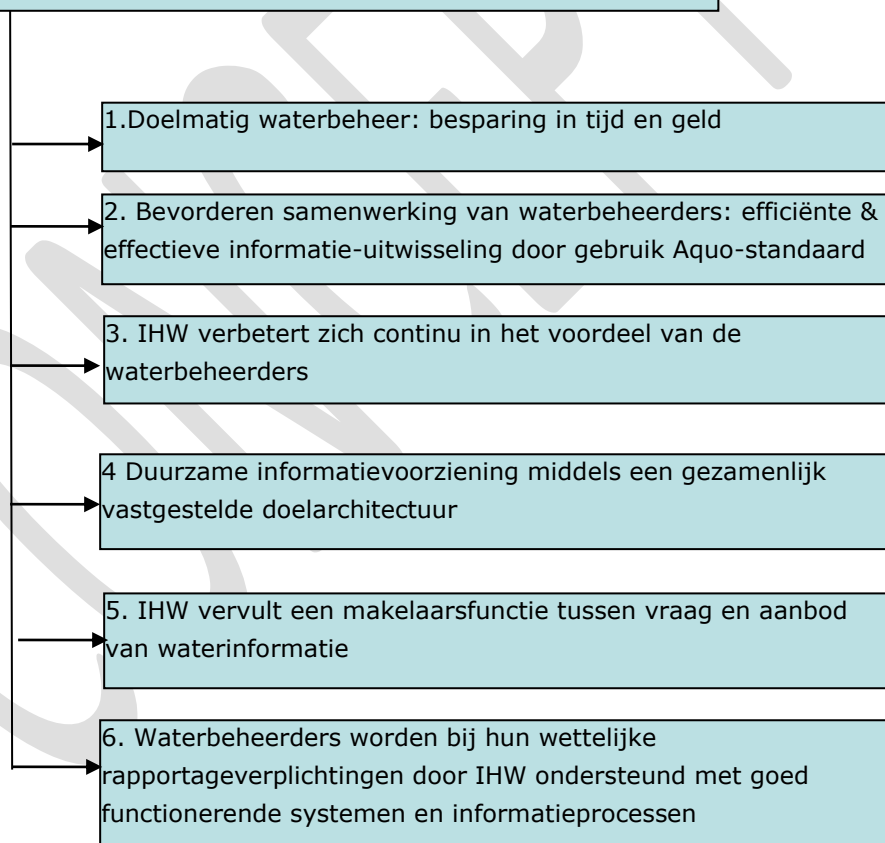 1.Doelmatig waterbeheer: besparing in tijd en geld
2. Bevorderen samenwerking van waterbeheerders: efficiënte &
effectieve informatie-uitwisseling door gebruik Aquo-standaard
3. IHW verbetert zich continu in het voordeel van de
waterbeheerders
4 Duurzame informatievoorziening middels een gezamenlijk
vastgestelde doelarchitectuur
5. IHW vervult een makelaarsfunctie tussen vraag en aanbod
van waterinformatie
6. Waterbeheerders worden bij hun wettelijke
rapportageverplichtingen door IHW ondersteund met goed
functionerende systemen en informatieprocessen
CONCEPT